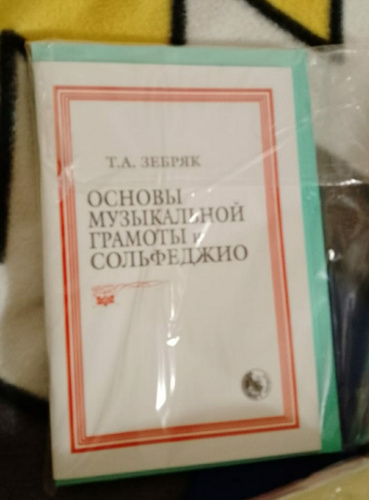 Т.А. ЗЕБРЯК
ОСНОВЫ
МУЗЫКАЛЬНОЙ
ГРАМОТЫ и
СОЛЬФЕДЖИО